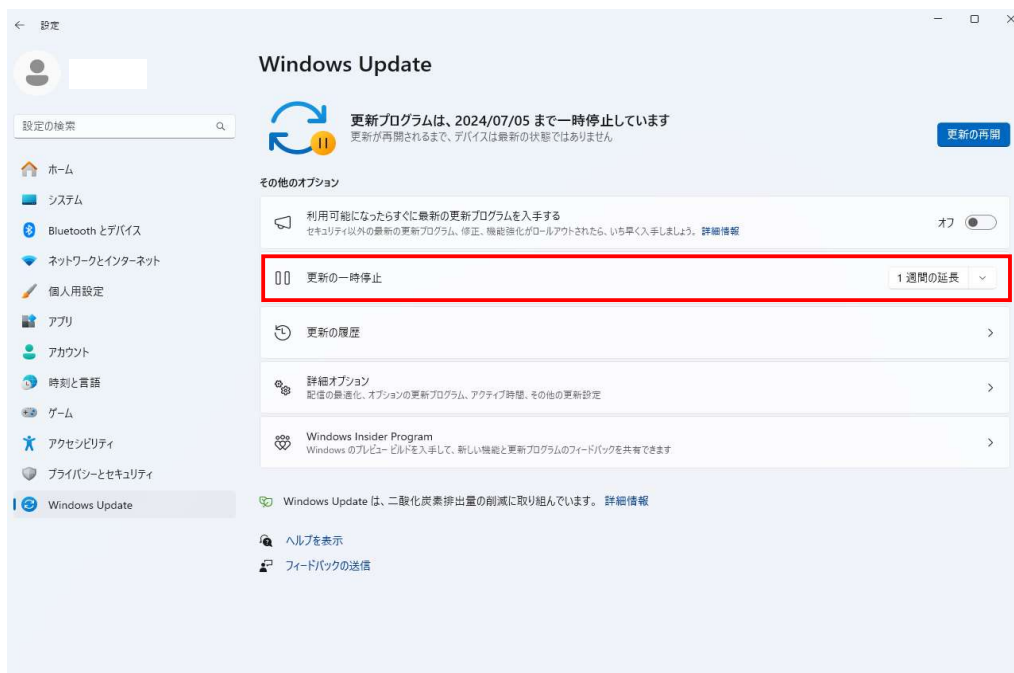 設定
Windows Update
更新プログラムは、2024/07/05 まで一時停止しています
更新が再開されるまで、デバイスは最新の状態ではありません
更新の再開
設定の検索
ホーム
システム
Bluetooth とデバイス
ネットワークとインターネット
個人用設定
アプリ
アカウント
時刻と言語
ゲーム
アクセシビリティ
プライバシーとセキュリティ
Windows Update
その他のオプション
利用可能になったらすぐに最新の更新プログラムを入手する
セキュリティ以外の最新の更新プログラム、修正、機能強化がロールアウトされたら、いち早く入手しましょう。 詳細情報
オフ
更新の一時停止
1 週間の延長
更新の履歴
詳細オプション
配信の最適化、オプションの更新プログラム、アクティブ時間、その他の更新設定
Windows Insider Program
Windows のプレビュー ビルドを入手して、新しい機能と更新プログラムのフィードバックを共有できます
Windows Update は、二酸化炭素排出量の削減に取り組んでいます。 詳細情報
ヘルプを表示
フィードバックの送信